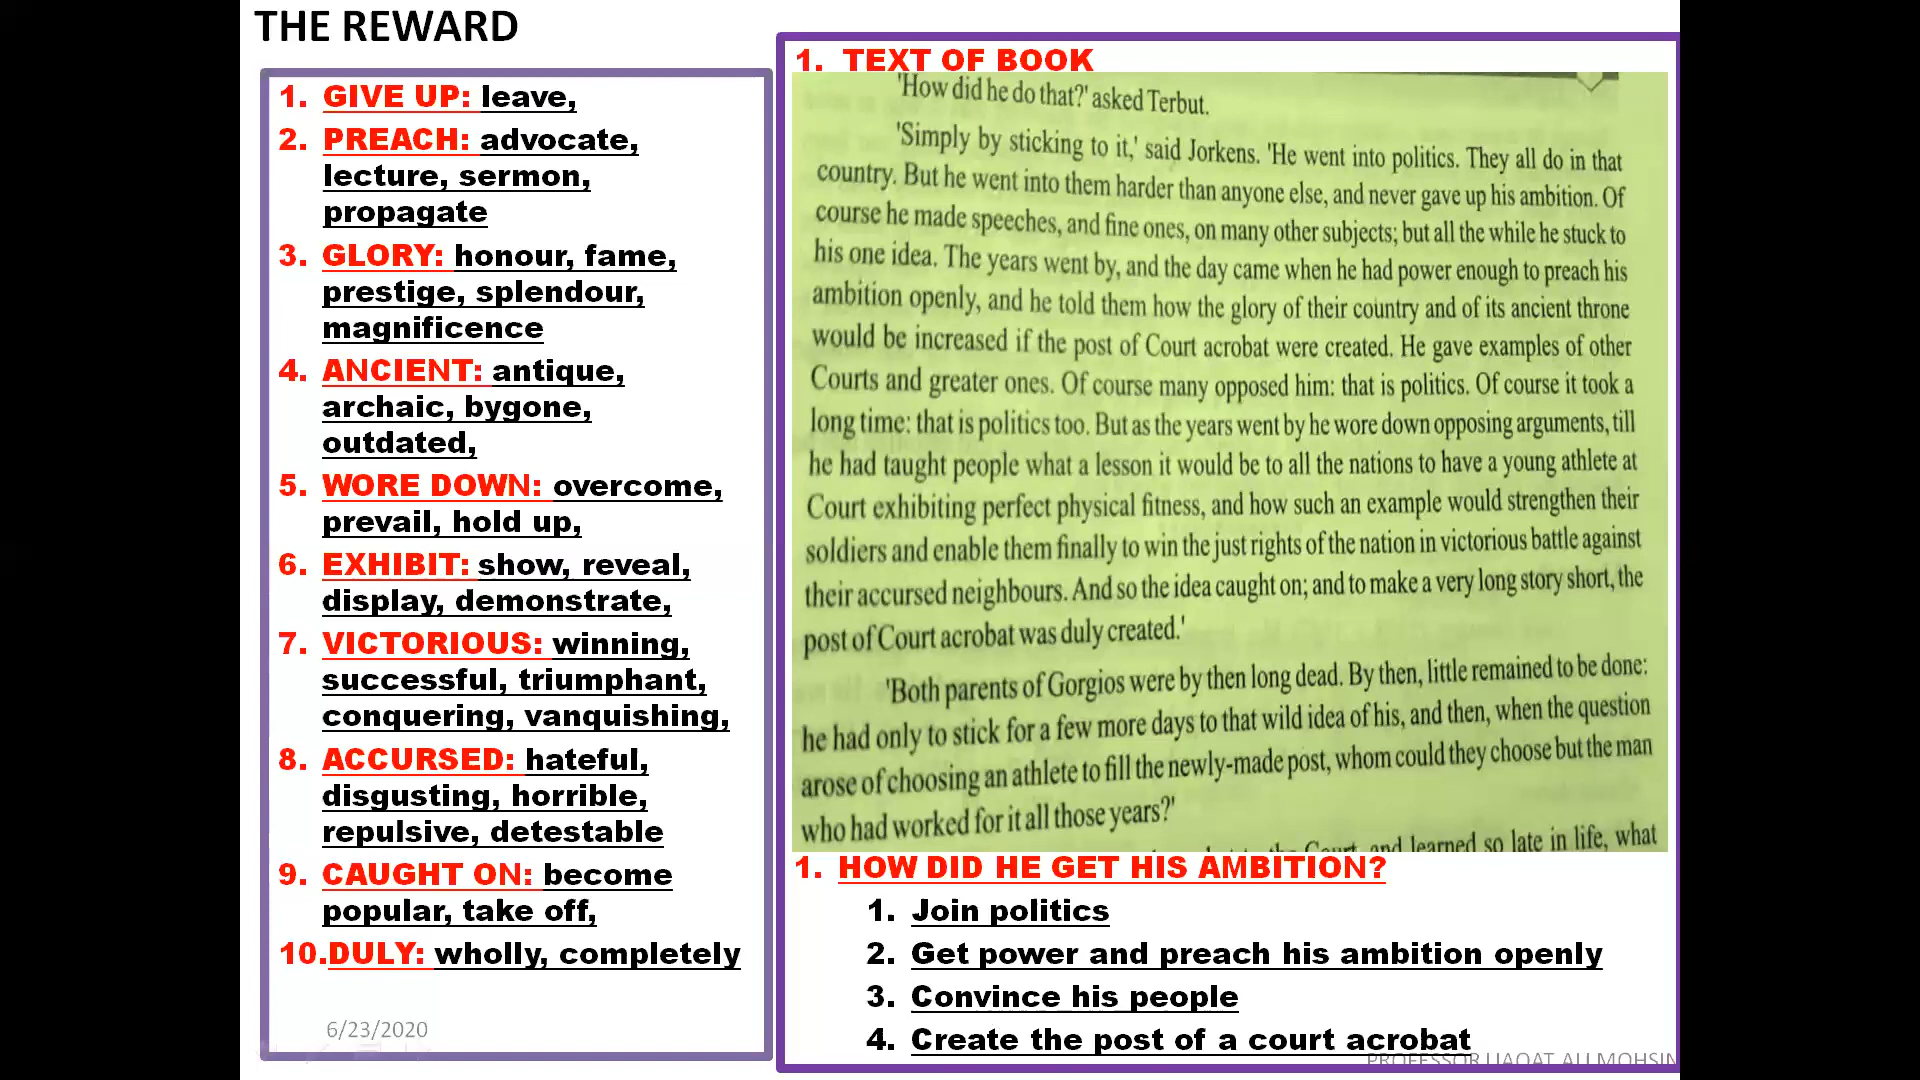 THE REWARD
1. GIVE UP: leave,
2. PREACH: advocate,
lecture, sermon,
propagate
3. GLORY: honour, fame,
prestige, splendour,
magnificence
4. ANCIENT: antique,
archaic, bygone,
outdated,
5. WORE DOWN: overcome,
prevail, hold up,
6. EXHIBIT: show, reveal,
display, demonstrate,
7. VICTORIOUS: winning,
successful, triumphant,
conquering, vanquishing,
8. ACCURSED: hateful,
disgusting, horrible,
repulsive, detestable
9. CAUGHT ON: become
popular, take off,
10. DULY: wholly, completely
6/23/2020
1. TEXT OF BOOK
'How did he do that?' asked Terbut.
'Simply by sticking to it,' said Jorkens. 'He went into politics. They all do in that
country. But he went into them harder than anyone else, and never gave up his ambition. Of
course he made speeches, and fine ones, on many other subjects; but all the while he stuck to
his one idea. The years went by, and the day came when he had power enough to preach his
ambition openly, and he told them how the glory of their country and of its ancient throne
would be increased if the post of Court acrobat were created. He gave examples of other
Courts and greater ones. Of course many opposed him: that is politics. Of course it took a
long time: that is politics too. But as the years went by he wore down opposing arguments, till
he had taught people what a lesson it would be to all the nations to have a young athlete at
Court exhibiting perfect physical fitness, and how such an example would strengthen their
soldiers and enable them finally to win the just rights of the nation in victorious battle against
their accursed neighbours. And so the idea caught on; and to make a very long story short, the
post of Court acrobat was duly created.'
'Both parents of Gorgios were by then long dead. By then, little remained to be done:
he had only to stick for a few more days to that wild idea of his, and then, when the question
arose of choosing an athlete to fill the newly-made post, whom could they choose but the man
who had worked for it all those years?'
the Court, and learned so late in life, what
1. HOW DID HE GET HIS AMBITION?
1. Join politics
2. Get power and preach his ambition openly
3. Convince his people
4. Create the post of a court acrobat
PROFESSOR LIAQAT ALI MOHSIN